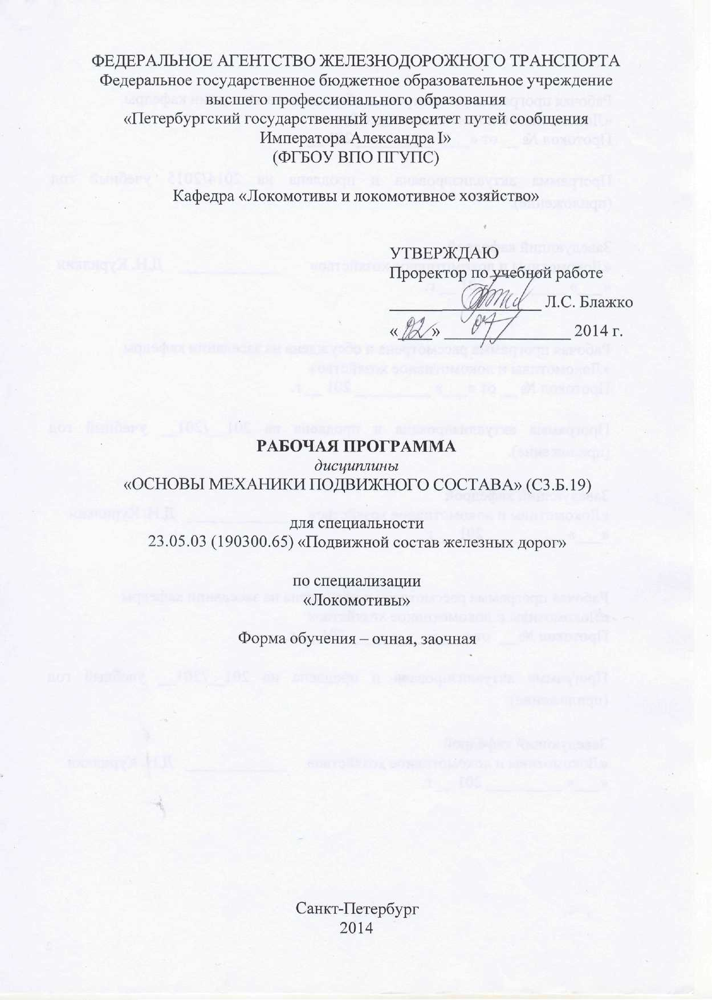 ФЕДЕРАЛЬНОЕ АГЕНТСТВО ЖЕЛЕЗНОДОРОЖНОГО ТРАНСПОРТА
Федеральное государственное бюджетное образовательное учреждение
высшего профессионального образования
«Петербургский государственный университет путей сообщения
Императора Александра I»
(ФГБОУ ВПО ПГУПС)
Кафедра «Локомотивы и локомотивное хозяйство»
УТВЕРЖДАЮ
Проректор по учебной работе
Л.С. Блажко
«02» 07 2014 г.
РАБОЧАЯ ПРОГРАММА
дисциплины
«ОСНОВЫ МЕХАНИКИ ПОДВИЖНОГО СОСТАВА» (С3.Б.19)
для специальности
23.05.03 (190300.65) «Подвижной состав железных дорог»
по специализации
«Локомотивы»
Форма обучения – очная, заочная
Санкт-Петербург
2014